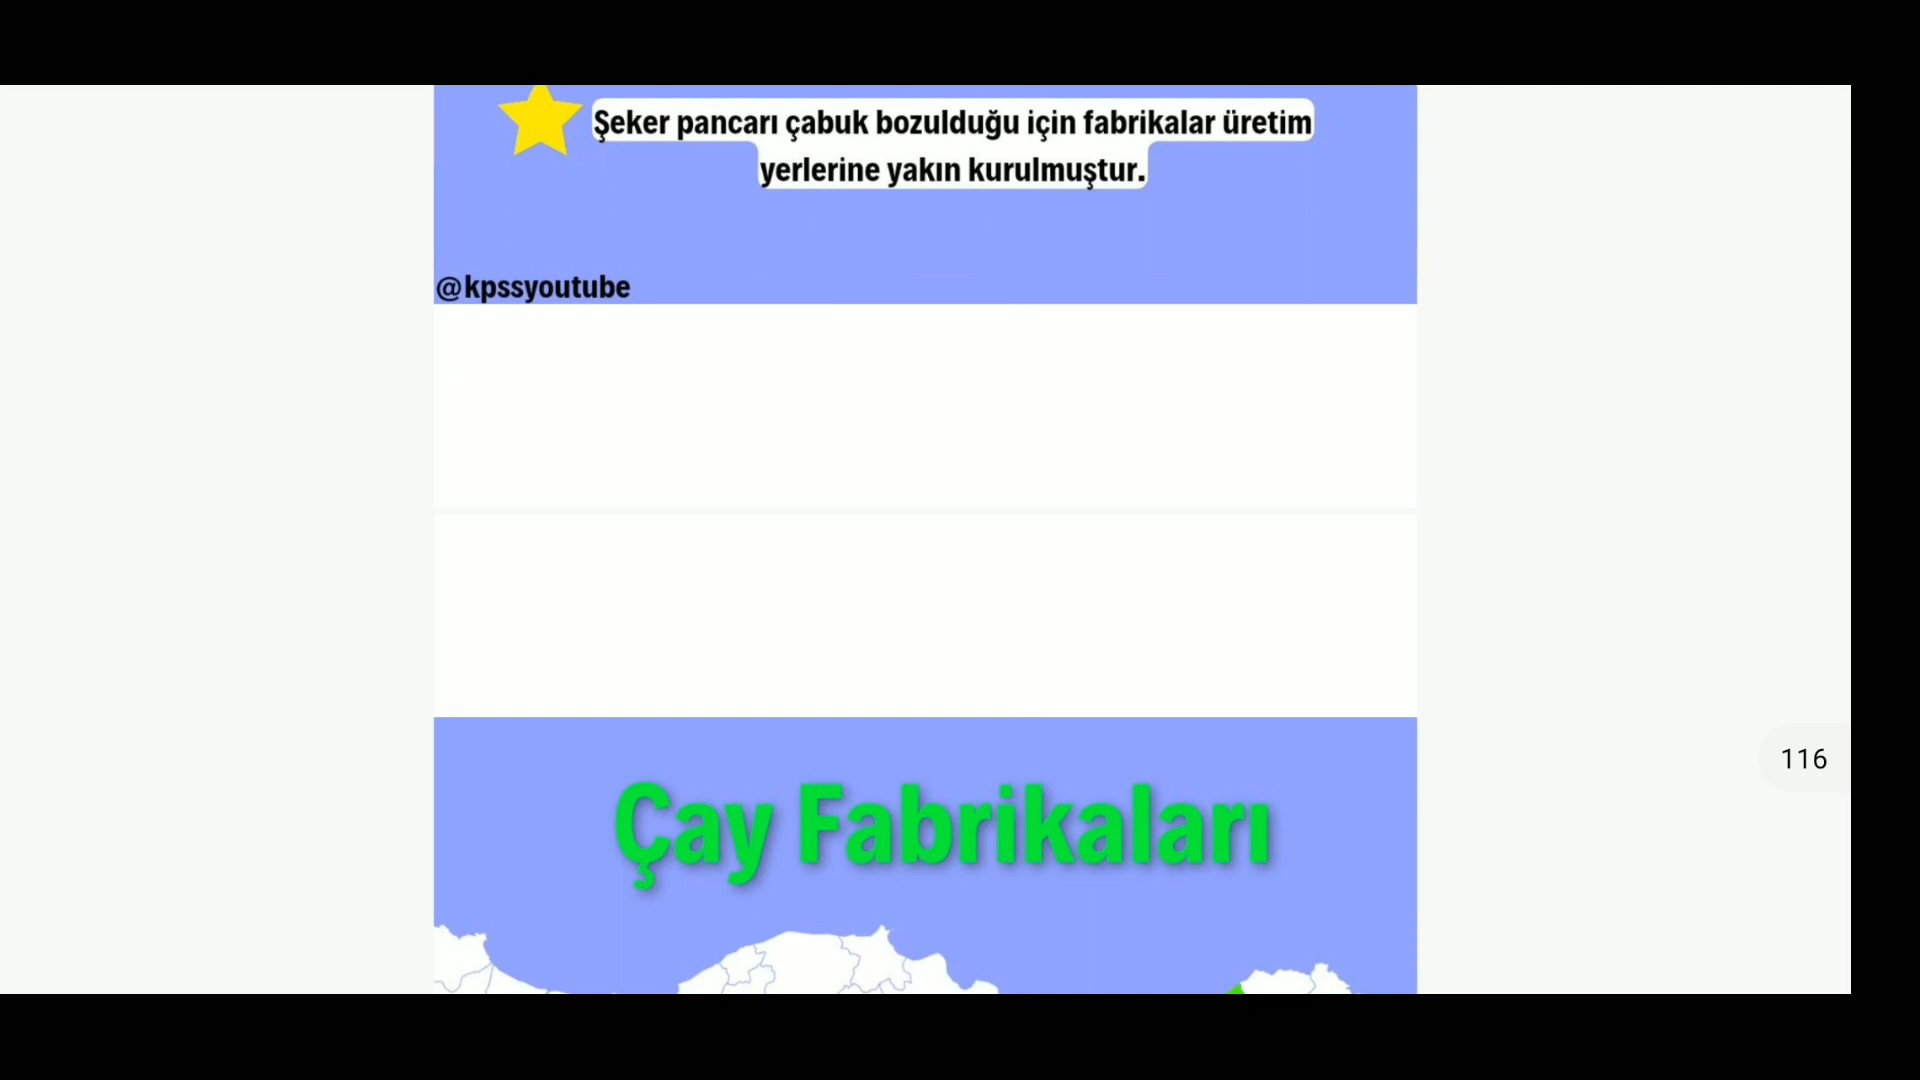 Şeker pancarı çabuk bozulduğu için fabrikalar üretim
yerlerine yakın kurulmuştur.
@kpssyoutube
116
Çay Fabrikaları